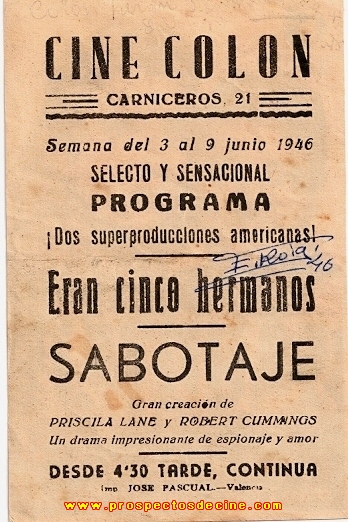 CINE COLON
CARNICEROS, 21
Semana del 3 al 9 junio 1946
SELECTO Y SENSACIONAL
PROGRAMA
¡Dos superproducciones americanas!
Eran cinco hermanos
SABOTAJE
Gran creación de
PRISCILA LANE y ROBERT CUMMINGS
Un drama impresionante de espionaje y amor
DESDE 4'30 TARDE, CONTINUA
Imp. JOSE PASCUAL.—Valencia
www.prospectosdecine.com